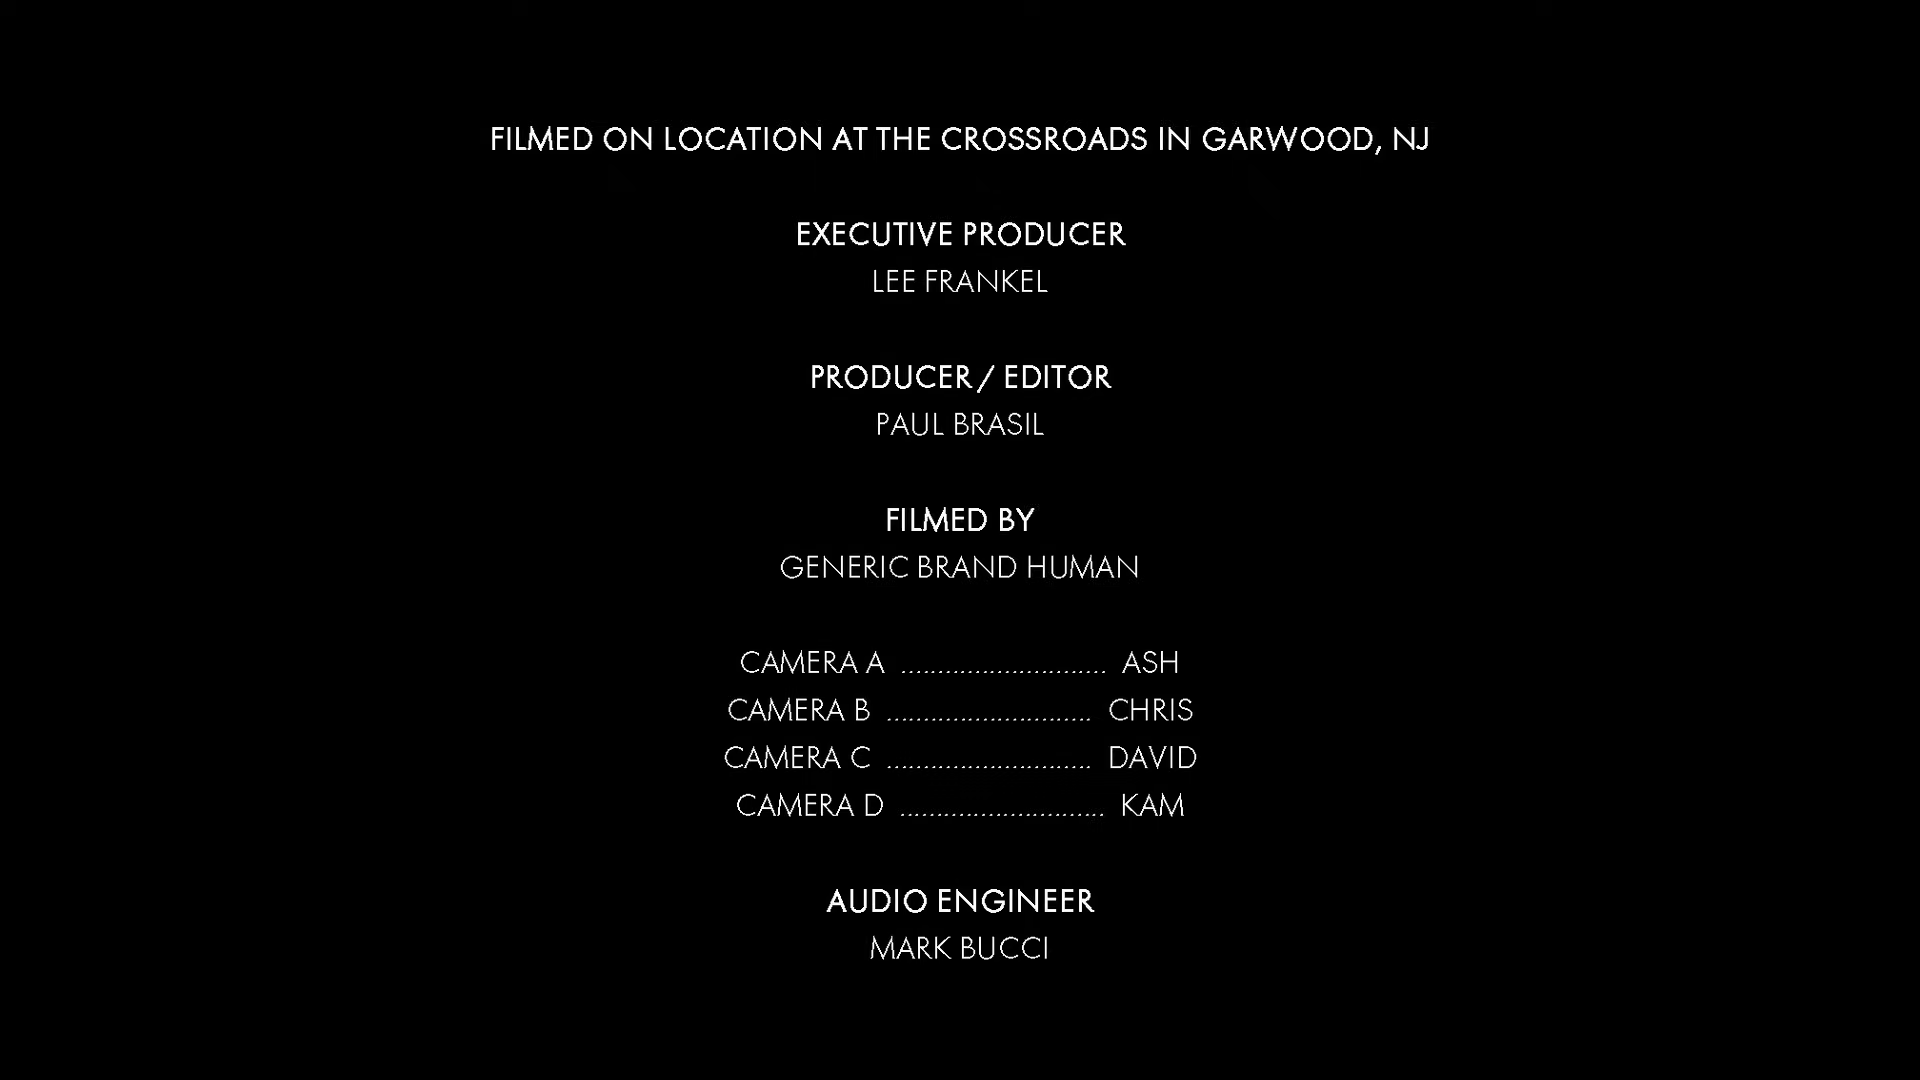 FILMED ON LOCATION AT THE CROSSROADS IN GARWOOD, NJ
EXECUTIVE PRODUCER
LEE FRANKEL
PRODUCER / EDITOR
PAUL BRASIL
FILMED BY
GENERIC BRAND HUMAN
CAMERA A ............................ ASH
CAMERA B ............................ CHRIS
CAMERA C ............................ DAVID
CAMERA D ............................ KAM
AUDIO ENGINEER
MARK BUCCI